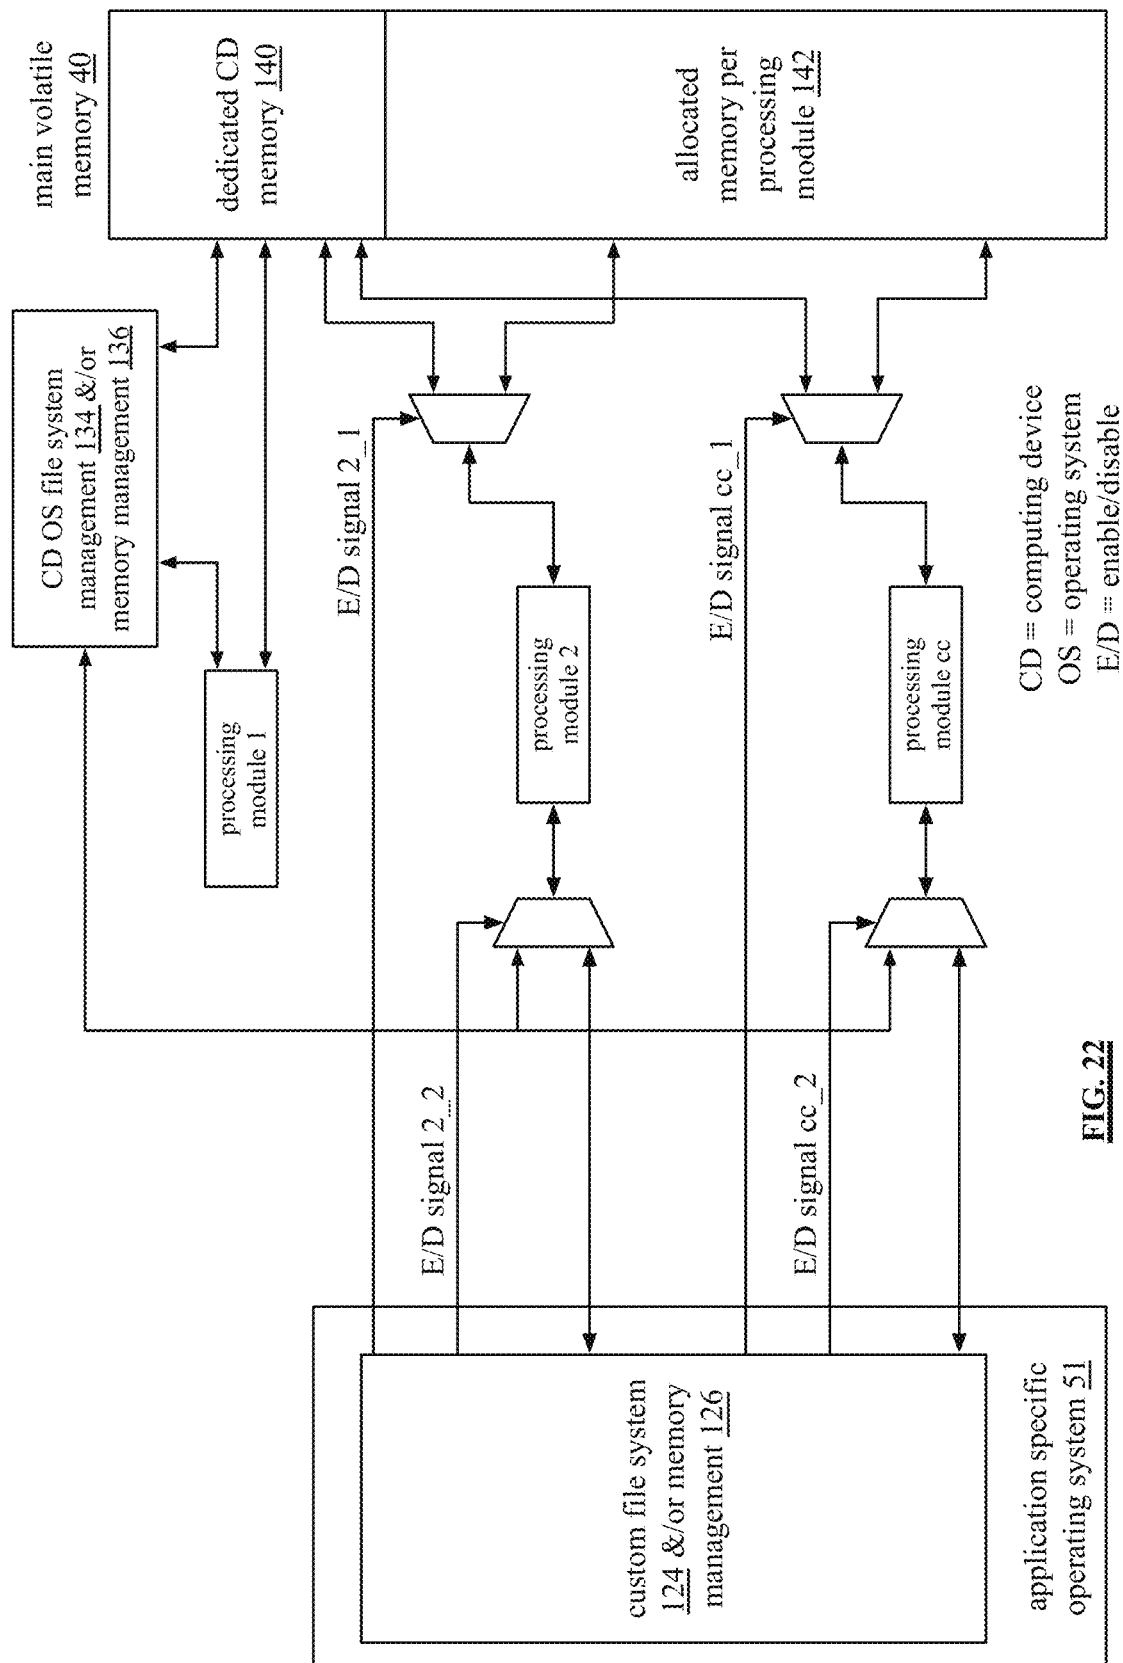 main volatile
memory 40
dedicated CD
memory 140
allocated
memory per
processing
module 142
CD OS file system
management 134 &/or
memory management 136
processing
module 1
E/D signal 2_1
E/D signal 2_2
processing
module 2
E/D signal cc_1
E/D signal cc_2
processing
module cc
custom file system
124 &/or memory
management 126
application specific
operating system 51
CD = computing device
OS = operating system
E/D = enable/disable
FIG. 22